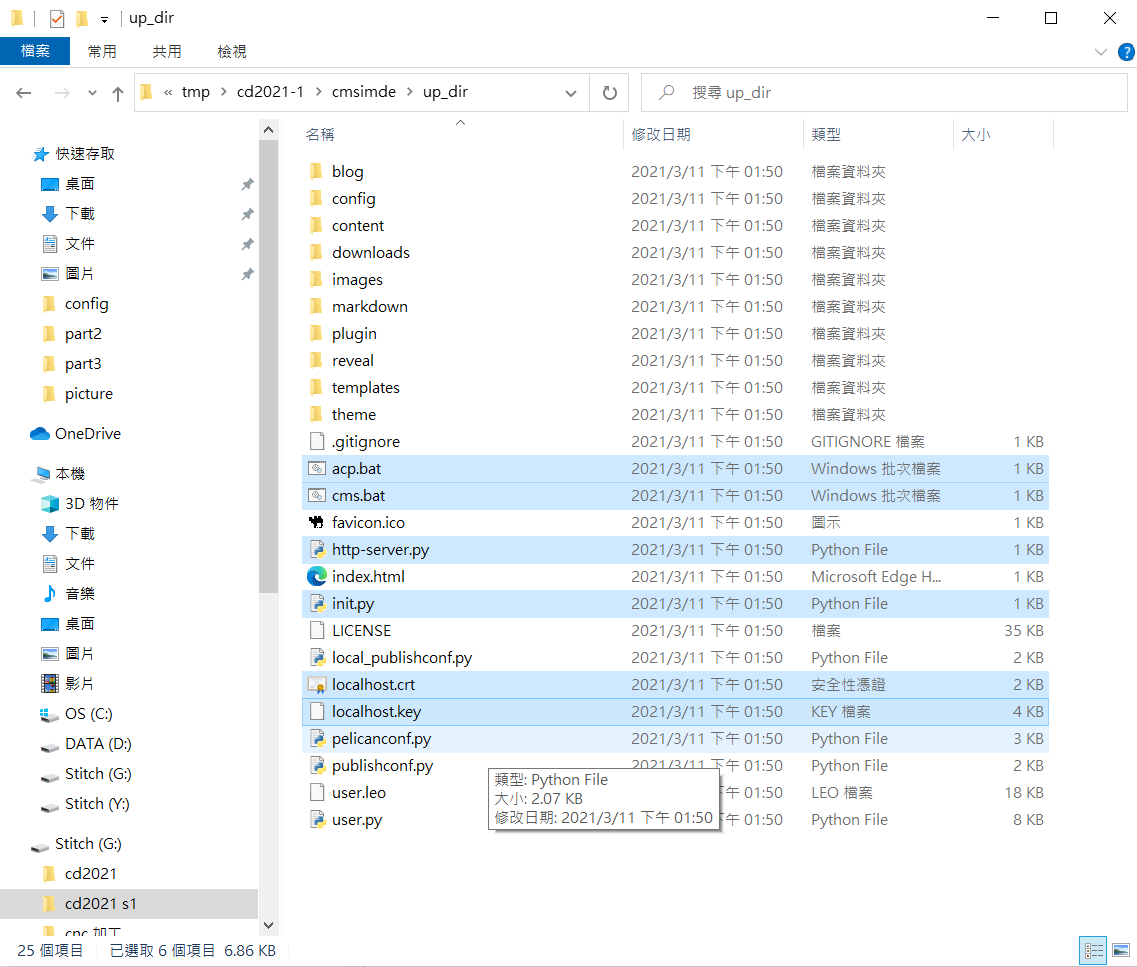 up_dir
檔案 常用 共用 檢視
« tmp > cd2021-1 > cmsimde > up_dir 搜尋 up_dir
快速存取
桌面
下載
文件
圖片
config
part2
part3
picture
OneDrive
本機
3D 物件
下載
文件
音樂
桌面
圖片
影片
OS (C:)
DATA (D:)
Stitch (G:)
Stitch (Y:)
Stitch (G:)
cd2021
cd2021 s1
cnc 加工
名稱 修改日期 類型 大小
blog 2021/3/11 下午 01:50 檔案資料夾
config 2021/3/11 下午 01:50 檔案資料夾
content 2021/3/11 下午 01:50 檔案資料夾
downloads 2021/3/11 下午 01:50 檔案資料夾
images 2021/3/11 下午 01:50 檔案資料夾
markdown 2021/3/11 下午 01:50 檔案資料夾
plugin 2021/3/11 下午 01:50 檔案資料夾
reveal 2021/3/11 下午 01:50 檔案資料夾
templates 2021/3/11 下午 01:50 檔案資料夾
theme 2021/3/11 下午 01:50 檔案資料夾
.gitignore 2021/3/11 下午 01:50 GITIGNORE 檔案 1 KB
acp.bat 2021/3/11 下午 01:50 Windows 批次檔案 1 KB
cms.bat 2021/3/11 下午 01:50 Windows 批次檔案 1 KB
favicon.ico 2021/3/11 下午 01:50 圖示 1 KB
http-server.py 2021/3/11 下午 01:50 Python File 1 KB
index.html 2021/3/11 下午 01:50 Microsoft Edge H... 1 KB
init.py 2021/3/11 下午 01:50 Python File 1 KB
LICENSE 2021/3/11 下午 01:50 檔案 35 KB
local_publishconf.py 2021/3/11 下午 01:50 Python File 2 KB
localhost.crt 2021/3/11 下午 01:50 安全性憑證 2 KB
localhost.key 2021/3/11 下午 01:50 KEY 檔案 4 KB
pelicanconf.py 2021/3/11 下午 01:50 Python File 3 KB
publishconf.py 2021/3/11 下午 01:50 Python File 2 KB
user.leo 下午 01:50 LEO 檔案 18 KB
user.py 下午 01:50 Python File 8 KB
類型: Python File
大小: 2.07 KB
修改日期: 2021/3/11 下午 01:50
25 個項目 已選取 6 個項目 6.86 KB